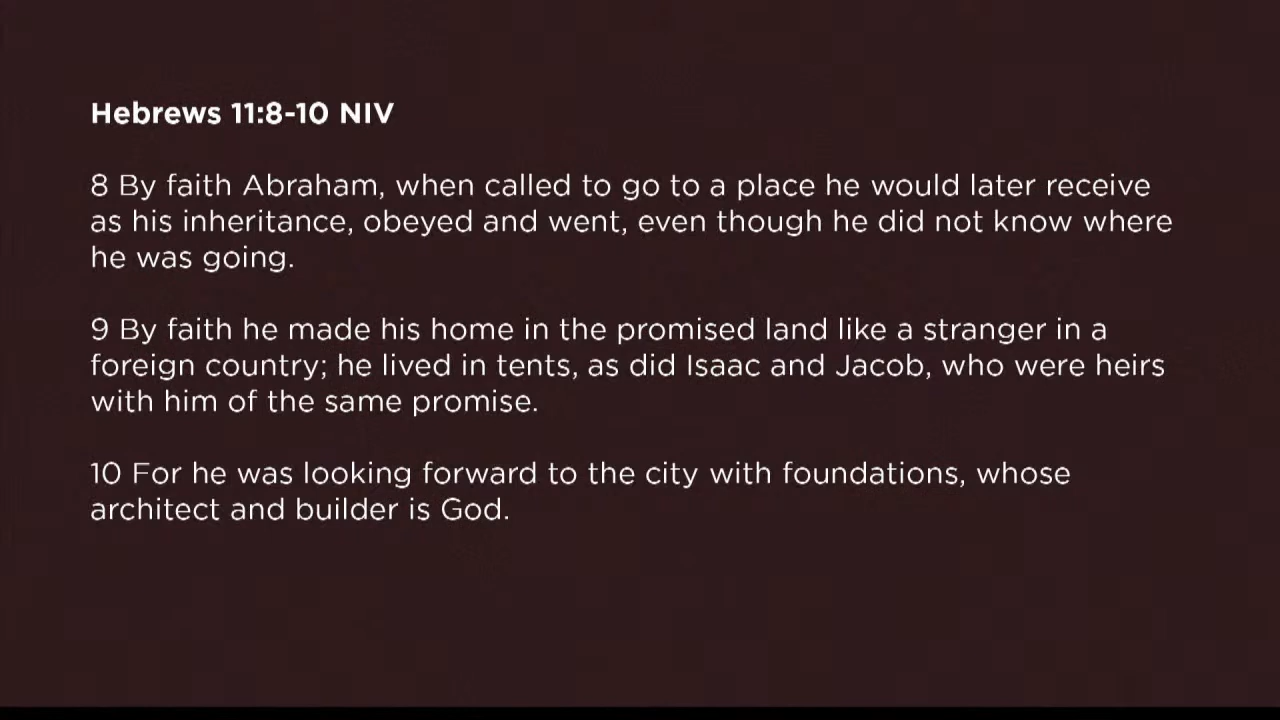 Hebrews 11:8-10 NIV
8 By faith Abraham, when called to go to a place he would later receive
as his inheritance, obeyed and went, even though he did not know where
he was going.
9 By faith he made his home in the promised land like a stranger in a
foreign country; he lived in tents, as did Isaac and Jacob, who were heirs
with him of the same promise.
10 For he was looking forward to the city with foundations, whose
architect and builder is God.